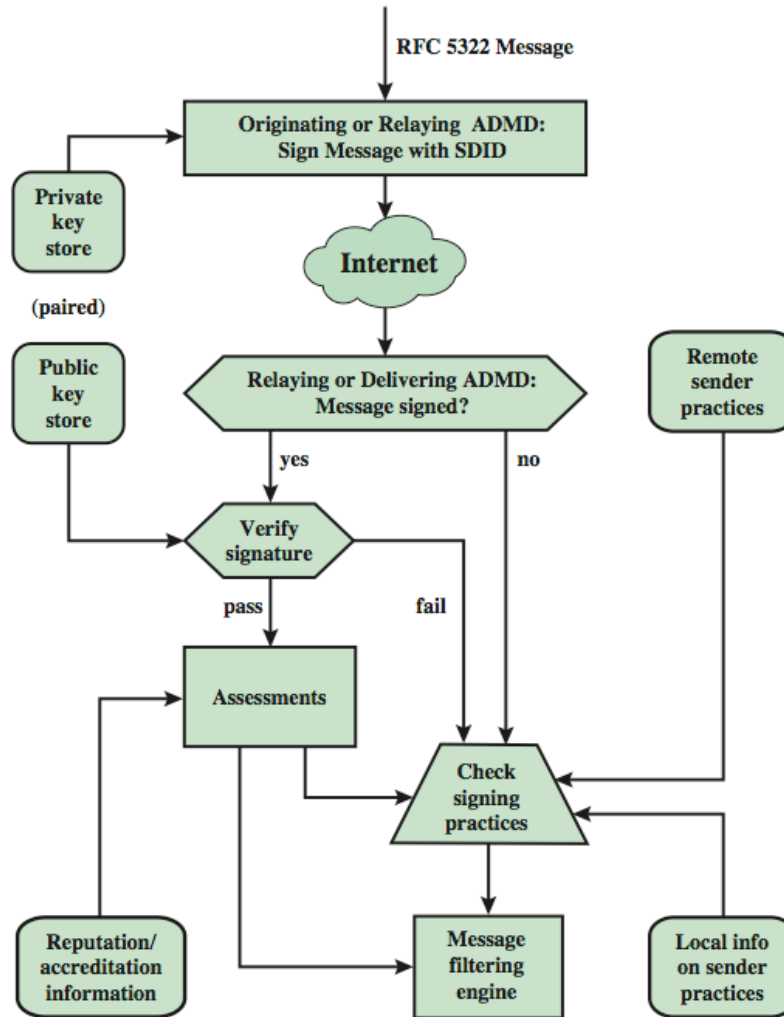 RFC 5322 Message
Originating or Relaying ADMD:
Sign Message with SDID
Private
key
store
Internet
(paired)
Public
key
store
Relaying or Delivering ADMD:
Message signed?
Remote
sender
practices
yes
no
Verify
signature
pass
fail
Assessments
Check
signing
practices
Reputation/
accreditation
information
Message
filtering
engine
Local info
on sender
practices